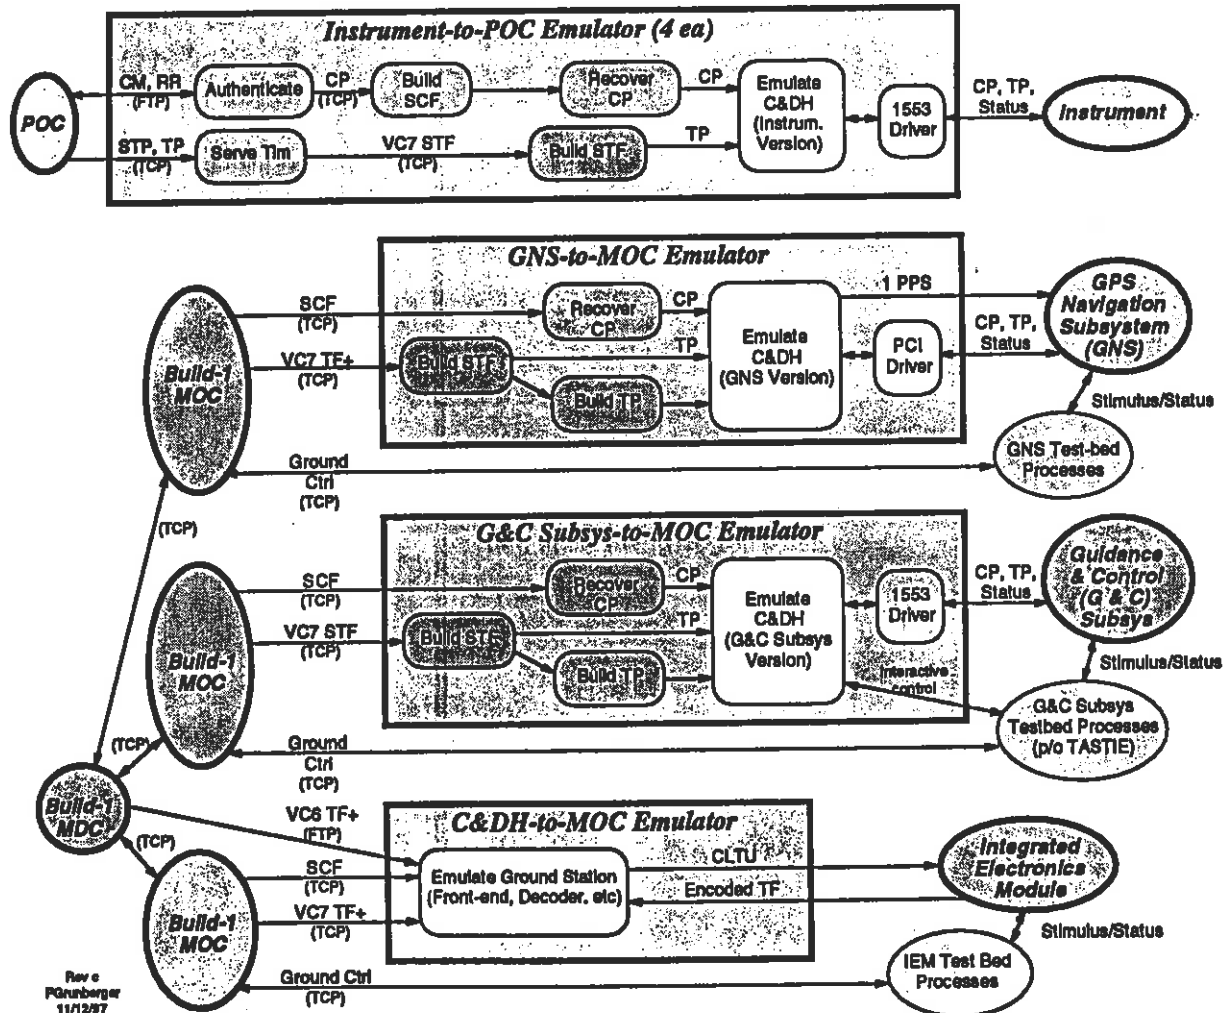 Instrument-to-POC Emulator (4 ea)
POC
CM, RR
(FTP)
Authenticate
CP
(TCP)
Build
SCF
Recover
CP
CP
Emulate
C&DH
(Instrum.
Version)
1553
Driver
CP, TP,
Status
Instrument
STP, TP
(TCP)
Serve Tlm
VC7 STF
(TCP)
Build STF
TP
GNS-to-MOC Emulator
Build-1
MOC
SCF
(TCP)
Recover
CP
CP
VC7 TF+
(TCP)
Build STF
TP
Build TP
Emulate
C&DH
(GNS Version)
1 PPS
PCI
Driver
CP, TP,
Status
GPS
Navigation
Subsystem
(GNS)
Stimulus/Status
GNS Test-bed
Processes
Ground
Ctrl
(TCP)
(TCP)
G&C Subsys-to-MOC Emulator
Build-1
MOC
SCF
(TCP)
Recover
CP
CP
VC7 STF
(TCP)
Build STF
TP
Build TP
Emulate
C&DH
(G&C Subsys
Version)
1553
Driver
Interactive
control
CP, TP,
Status
Guidance
& Control
(G & C)
Subsys
Stimulus/Status
G&C Subsys
Testbed Processes
(p/o TASTIE)
Ground
Ctrl
(TCP)
(TCP)
Build-1
MDC
(TCP)
VC6 TF+
(FTP)
C&DH-to-MOC Emulator
Build-1
MOC
SCF
(TCP)
VC7 TF+
(TCP)
Emulate Ground Station
(Front-end, Decoder, etc)
CLTU
Encoded TF
Integrated
Electronics
Module
Stimulus/Status
IEM Test Bed
Processes
Ground Ctrl
(TCP)
Rev c
PGrunberger
11/12/97